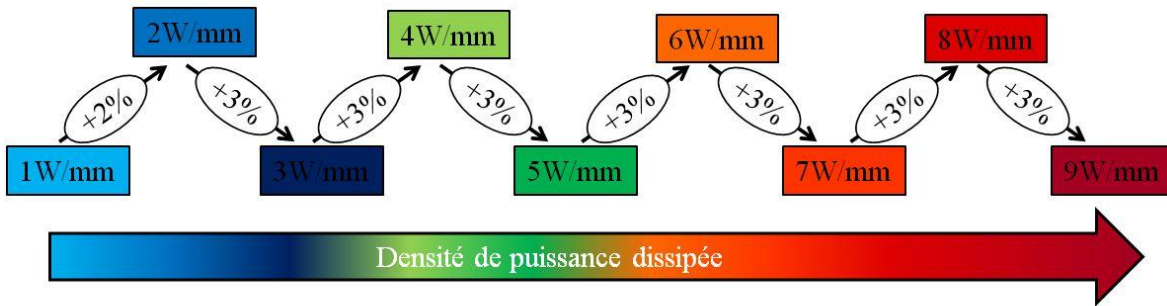 2W/mm
4W/mm
6W/mm
8W/mm
+2%
+3%
+3%
+3%
+3%
+3%
+3%
+3%
1W/mm
3W/mm
5W/mm
7W/mm
9W/mm
Densité de puissance dissipée